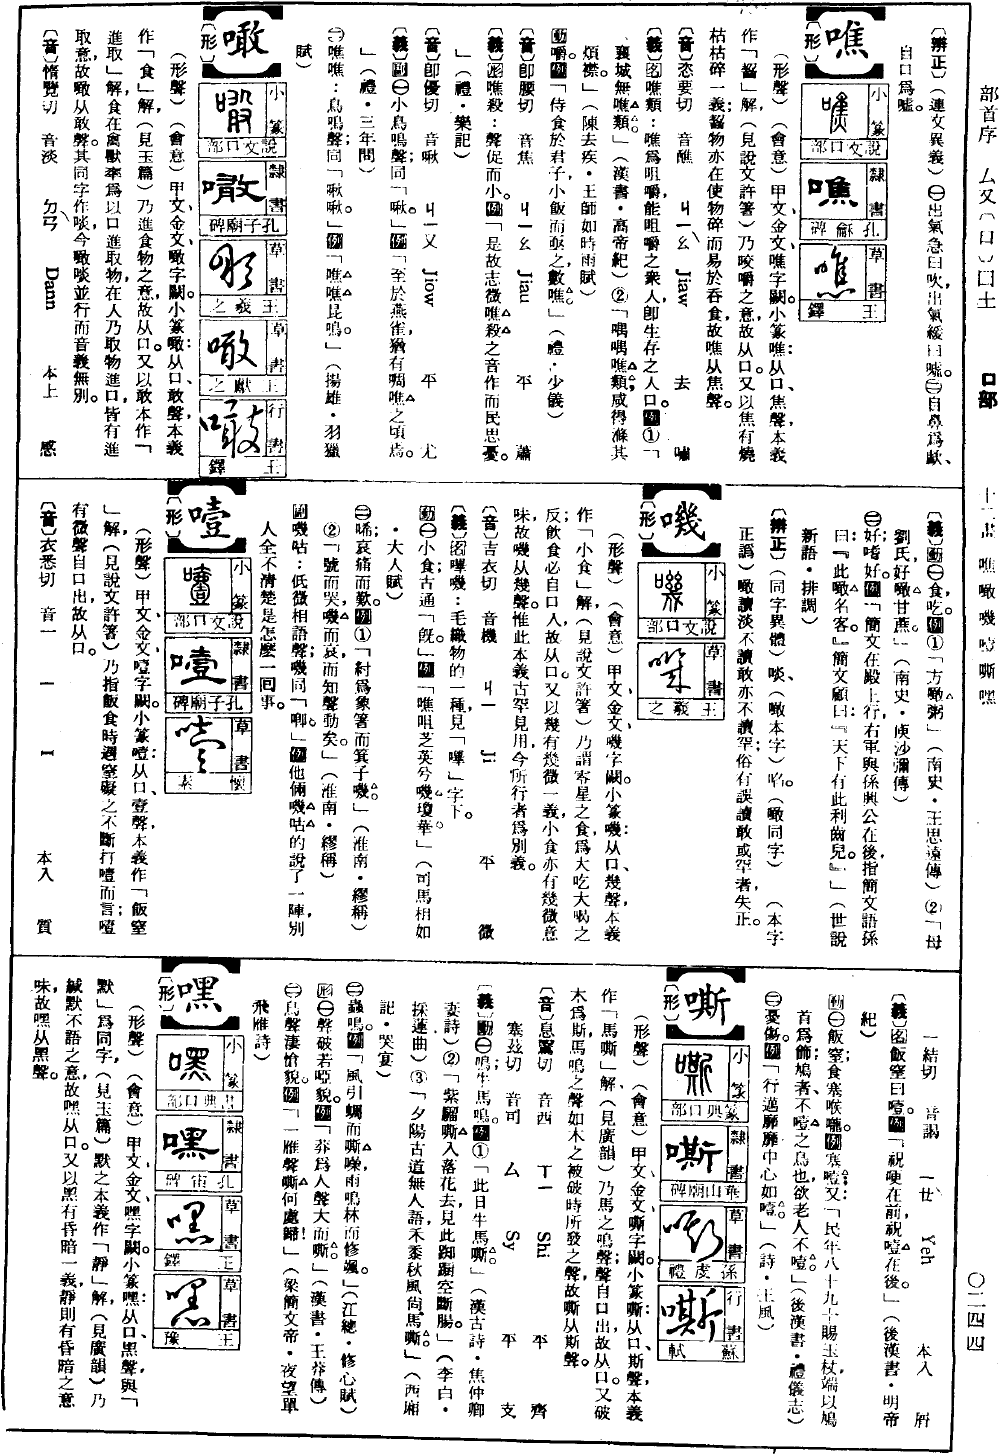 部首序 厶又(口)囗土 口部 十二畫 噍噉嘰噎嘶嘿 〇二四四
〔辨正〕(連文異義)㊀出氣急曰吹,出氣緩曰噓。㊁自鼻爲歕、
自口爲噓。
噍
〔形〕
小篆 說文口部
隸書 孔龢碑
草書 王鐸
(形聲)(會意)甲文、金文噍字闕。小篆噍:从口、焦聲,本義
作「齧」解(見說文許箸)乃咬嚼之意,故从口。又以焦有燒
枯枯碎一義;齧物亦在使物碎而易於吞食,故噍从焦聲。
〔音〕恣要切 音醮 ㄐㄧㄠˋ Jiaw 去 嘯
〔義〕名噍類:噍爲咀嚼,能咀嚼之衆人,卽生存之人口。例①「
襄城無噍類。」(漢書·高帝紀)②「喁喁噍類,咸得滌其
煩襟。」(陳去疾·王師如時雨賦)
動嚼。例「侍食於君子,小飯而亟之,數噍。」(禮·少儀)
〔音〕卽腰切 音焦 ㄐㄧㄠ Jiau 平 蕭
〔義〕形噍殺:聲促而小。例「是故志微噍殺之音作,而民思憂。
」(禮·樂記)
〔音〕卽優切 音啾 ㄐㄧㄡ Jiow 平 尤
〔義〕副㊀小鳥鳴聲;同「啾」。例「至於燕雀,猶有啁噍之頃焉。
」(禮·三年問)
㊁噍噍:鳥鳴聲;同「啾啾」。例「噍噍昆鳴。」(揚雄·羽獵
賦)
噉
〔形〕
小篆 說文口部
隸書 孔子廟碑
草書 王羲之
草書 王獻之
行書 王鐸
(形聲)(會意)甲文、金文噉字闕。小篆噉:从口、敢聲,本義
作「食」解(見玉篇)乃進食物之意,故从口。又以敢本作「
進取」解,食在禽獸率爲以口進取物,在人乃取物進口,皆有進
取意,故噉从敢聲。其同字作啖,今噉啖並行而音義無別。
〔音〕惰覽切 音淡 ㄉㄢˋ Dann 本上 感
〔義〕動㊀食;吃。例①「方噉粥。」(南史·王思遠傳)②「母
劉氏,好噉甘蔗。」(南史·庾沙彌傳)
㊁好;嗜好。例「簡文在殿上行,右軍與孫興公在後,指簡文語孫
曰:『此噉名客。』簡文顧曰:『天下有此利齒兒。』」(世說
新語·排調)
〔辨正〕(同字異體)啖(噉本字)啗。(噉同字) (本字
正譌)噉讀淡不讀敢亦不讀罕,俗有誤讀敢或罕者失正。
嘰
〔形〕
小篆 說文口部
草書 王羲之
(形聲)(會意)甲文、金文嘰字闕。小篆嘰:从口、幾聲,本義
作「小食」解,(見說文許箸)乃謂零星之食,爲大吃大喝之
反,飲食必自口入,故从口。又以幾有幾微一義;小食亦有幾微意
味,故嘰从幾聲。惟此本義古罕見用,今所行者爲別義。
〔音〕吉衣切 音機 ㄐㄧ Ji 平 微
〔義〕名嗶嘰:毛織物的一種,見「嗶」字下。
動㊀小食;古通「旣」。例「噍咀芝英兮嘰瓊華。」(司馬相如
·大人賦)
㊁唏;哀痛而歎。例①「紂爲象箸而箕子嘰。」(淮南·繆稱)
②「號而哭,嘰而哀,而知聲動矣。」(淮南·繆稱)
副嘰咕:低微相語聲;嘰同「唧」。例他倆嘰咕的說了一陣,別
人全不清楚是怎麼一回事。
噎
〔形〕
小篆 說文口部
隸書 孔子廟碑
草書 懷素
(形聲)甲文、金文噎字闕。小篆噎:从口、壹聲,本義作「飯窒
」解(見說文許箸)乃指飯食時遇窒礙之不斷打噎而言;噎
有微聲自口出,故从口。
〔音〕衣悉切 音一 ㄧ I 本入 質
一結切 音謁 ㄧㄝˋ Yeh 本入 屑
〔義〕名飯窒曰噎。例「祝哽在前,祝噎在後。」(後漢書·明帝
紀)
動㊀飯窒;食塞喉嚨。例塞噎。又「民年八十九十,賜玉杖,端以鳩
首爲飾,鳩者,不噎之鳥也,欲老人不噎。」(後漢書·禮儀志)
㊁憂傷。例「行邁靡靡,中心如噎。」(詩·王風)
嘶
〔形〕
小篆 篆典口部
隸書 華山廟碑
草書 孫虔禮
行書 蘇軾
(形聲)(會意)甲文、金文嘶字闕。小篆嘶:从口、斯聲,本義
作「馬嘶」解(見廣韻)乃馬之鳴聲;聲自口出,故从口。又破
木爲斯,馬鳴之聲如木之被破時所發之聲,故嘶从斯聲。
〔音〕息鷖切 音西 ㄒㄧ Shi 平 齊
塞茲切 音司 ㄙ Sy 平 支
〔義〕動㊀鳴;牛馬鳴。例①「此日牛馬嘶。」(漢古詩·焦仲卿
妻詩)②「紫騮嘶入落花去,見此踟躕空斷腸。」(李白·
採蓮曲)③「夕陽古道無人語,禾黍秋風尙馬嘶。」(西廂
記·哭宴)
㊁蟲鳴。例「風引蜩而嘶噪,雨鳴林而修颯。」(江總·修心賦)
形㊀聲破若啞貌。例「莽爲人聲大而嘶。」(漢書·王莽傳)
㊁鳥聲淒愴貌。例「一雁聲嘶何處歸!」(梁簡文帝·夜望單
飛雁詩)
嘿
〔形〕
小篆 書典口部
隸書 孔宙碑
草書 王鐸
草書 王豫
(形聲)(會意)甲文、金文嘿字闕。小篆嘿:从口、黑聲,與「
默」爲同字(見玉篇)默之本義作「靜」解(見廣韻)乃
緘默不語之意,故嘿从口。又以黑有昏暗一義,靜則有昏暗之意
味,故嘿从黑聲。